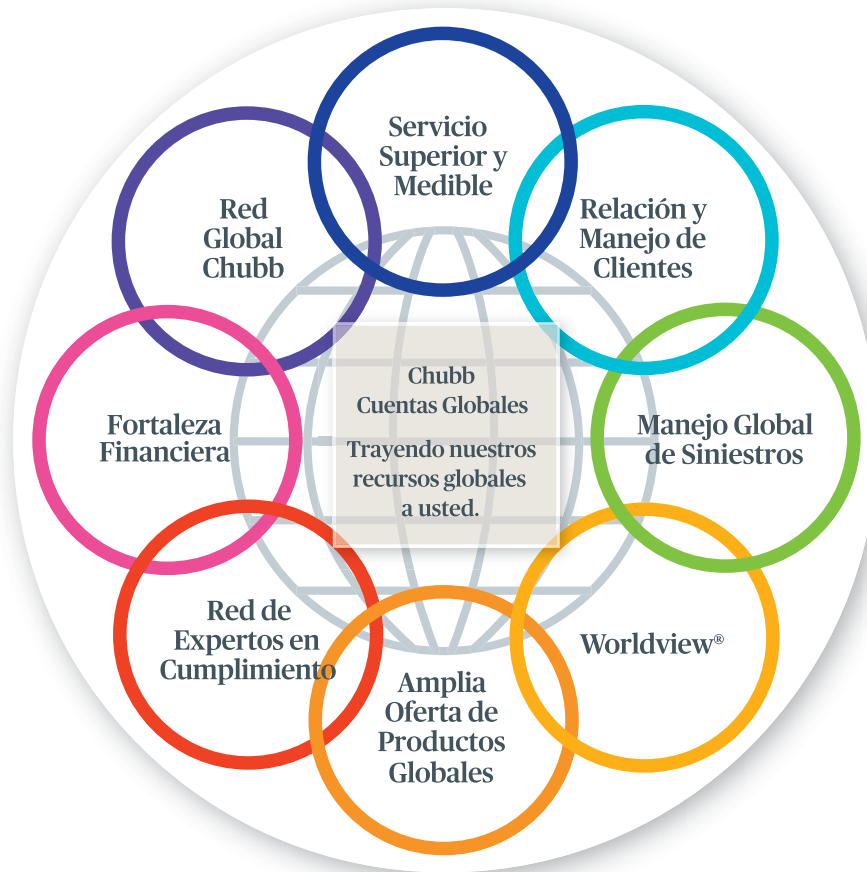 Servicio
Superior y
Medible
Relación y
Manejo de
Clientes
Manejo Global
de Siniestros
Worldview®
Amplia
Oferta de
Productos
Globales
Red de
Expertos en
Cumplimiento
Fortaleza
Financiera
Red
Global
Chubb
Chubb
Cuentas Globales
Trayendo nuestros
recursos globales
a usted.